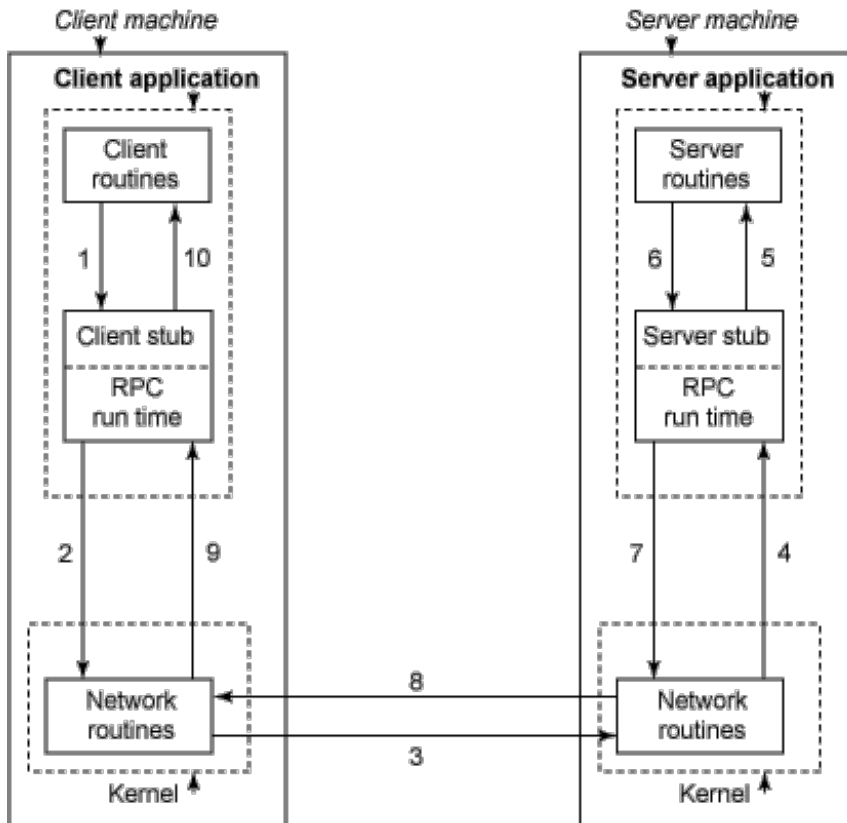 Client machine
Server machine
Client application
Server application
Client
routines
Server
routines
1
10
6
5
Client stub
RPC
run time
Server stub
RPC
run time
2
9
7
4
8
Network
routines
Network
routines
3
Kernel
Kernel